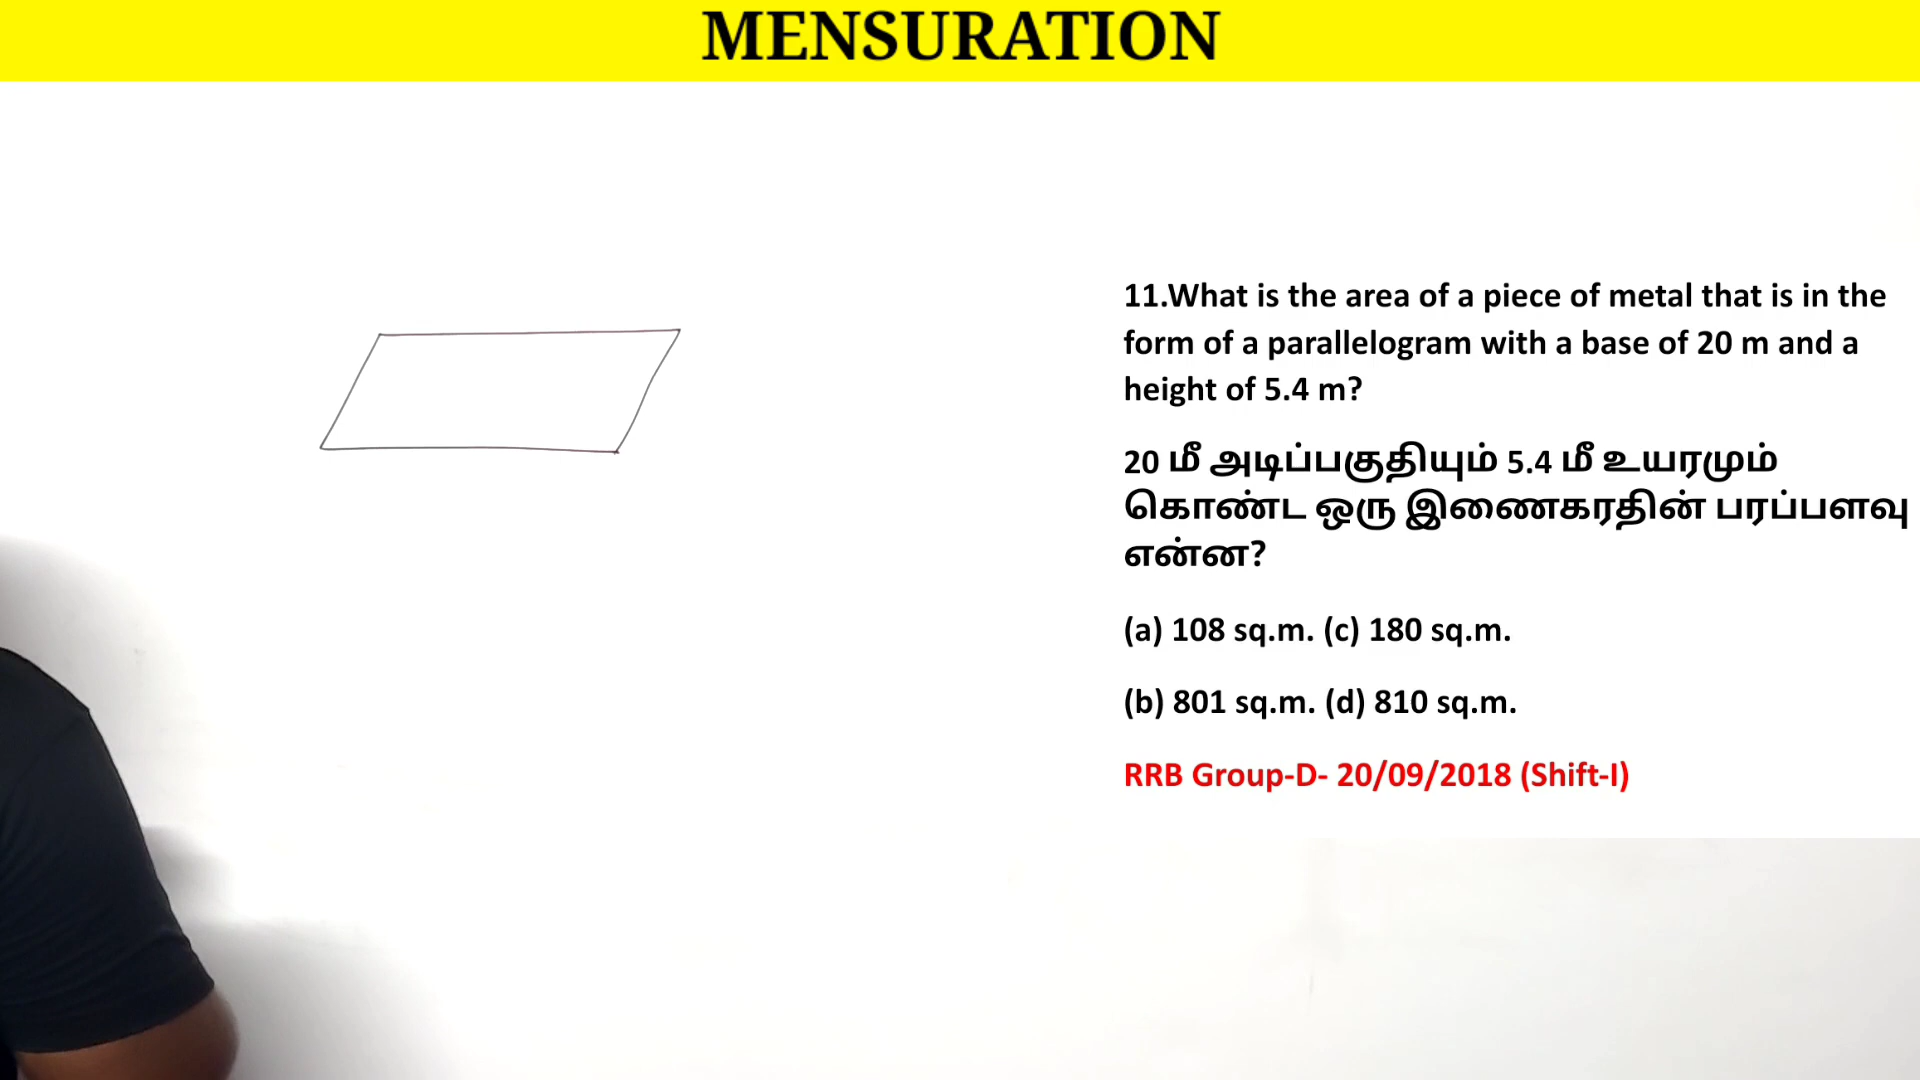 MENSURATION
11.What is the area of a piece of metal that is in the
form of a parallelogram with a base of 20 m and a
height of 5.4 m?
20 மீ அடிப்பகுதியும் 5.4 மீ உயரமும்
கொண்ட ஒரு இணைகரதின் பரப்பளவு
என்ன?
(a) 108 sq.m. (c) 180 sq.m.
(b) 801 sq.m. (d) 810 sq.m.
RRB Group-D- 20/09/2018 (Shift-I)